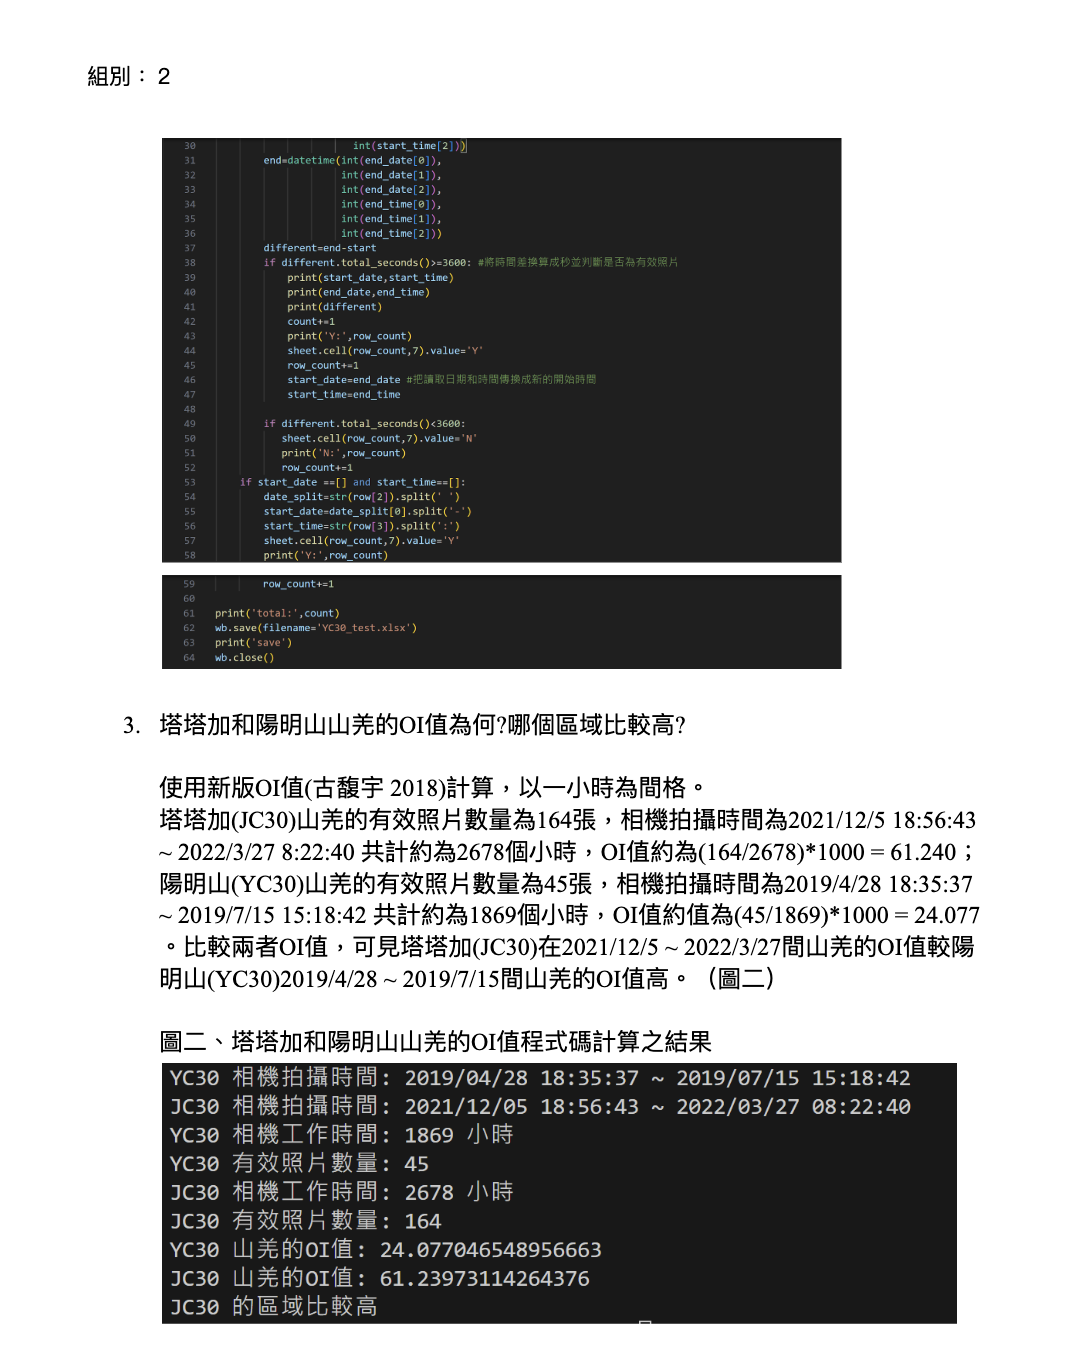 組別： 2
30 int(start_time[2]))
31 end=datetime(int(end_date[0]),
32 int(end_date[1]),
33 int(end_date[2]),
34 int(end_time[0]),
35 int(end_time[1]),
36 int(end_time[2]))
37 different=end-start
38 if different.total_seconds()>=3600: #將時間差換算成秒並判斷是否為有效照片
39 print(start_date,start_time)
40 print(end_date,end_time)
41 print(different)
42 count+=1
43 print('Y:',row_count)
44 sheet.cell(row_count,7).value='Y'
45 row_count+=1
46 start_date=end_date #把讀取日期和時間傳換成新的開始時間
47 start_time=end_time
48
49 if different.total_seconds()<3600:
50 sheet.cell(row_count,7).value='N'
51 print('N:',row_count)
52 row_count+=1
53 if start_date ==[] and start_time==[]:
54 date_split=str(row[2]).split(' ')
55 start_date=date_split[0].split('-')
56 start_time=str(row[3]).split(':')
57 sheet.cell(row_count,7).value='Y'
58 print('Y:',row_count)
59 row_count+=1
60
61 print('total:',count)
62 wb.save(filename='YC30_test.xlsx')
63 print('save')
64 wb.close()
3. 塔塔加和陽明山山羌的OI值為何?哪個區域比較高?
使用新版OI值(古馥宇 2018)計算，以一小時為間格。
塔塔加(JC30)山羌的有效照片數量為164張，相機拍攝時間為2021/12/5 18:56:43
~ 2022/3/27 8:22:40 共計約為2678個小時，OI值約為(164/2678)*1000 = 61.240；
陽明山(YC30)山羌的有效照片數量為45張，相機拍攝時間為2019/4/28 18:35:37
~ 2019/7/15 15:18:42 共計約為1869個小時，OI值約值為(45/1869)*1000 = 24.077
。比較兩者OI值，可見塔塔加(JC30)在2021/12/5 ~ 2022/3/27間山羌的OI值較陽
明山(YC30)2019/4/28 ~ 2019/7/15間山羌的OI值高。（圖二）
圖二、塔塔加和陽明山山羌的OI值程式碼計算之結果
YC30 相機拍攝時間: 2019/04/28 18:35:37 ~ 2019/07/15 15:18:42
JC30 相機拍攝時間: 2021/12/05 18:56:43 ~ 2022/03/27 08:22:40
YC30 相機工作時間: 1869 小時
YC30 有效照片數量: 45
JC30 相機工作時間: 2678 小時
JC30 有效照片數量: 164
YC30 山羌的OI值: 24.077046548956663
JC30 山羌的OI值: 61.23973114264376
JC30 的區域比較高